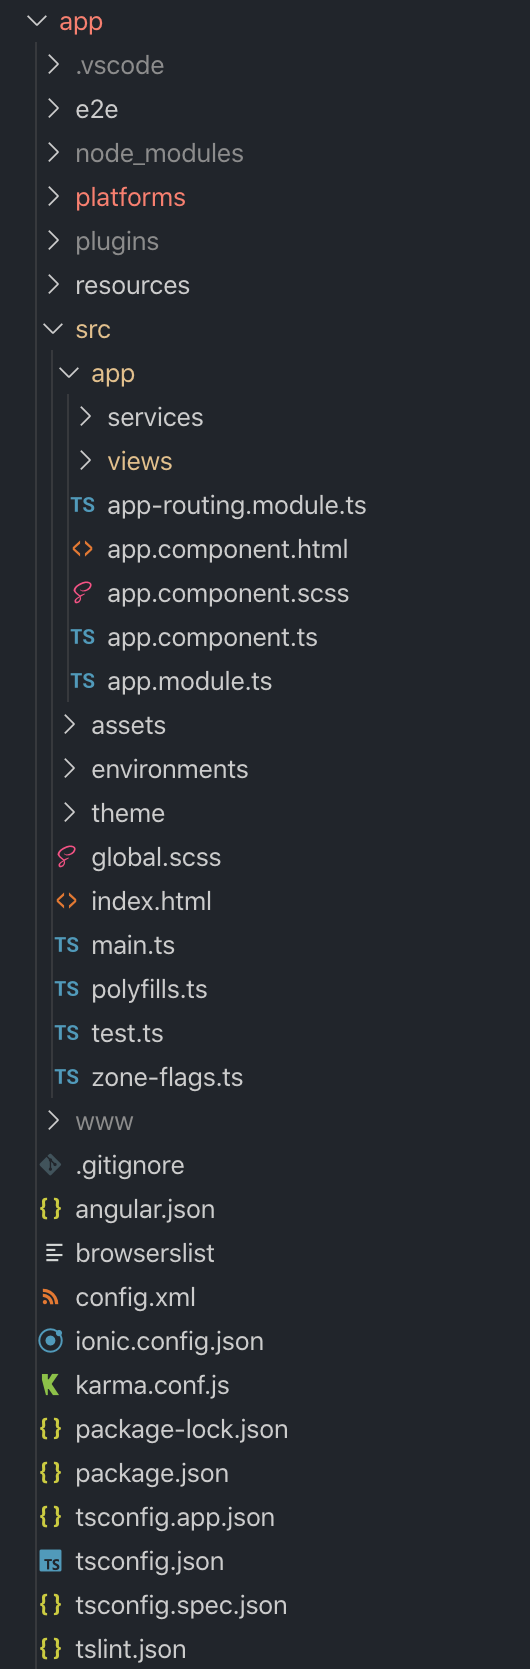 app
.vscode
e2e
node_modules
platforms
plugins
resources
src
app
services
views
TS app-routing.module.ts
<> app.component.html
app.component.scss
TS app.component.ts
TS app.module.ts
assets
environments
theme
global.scss
<> index.html
TS main.ts
TS polyfills.ts
TS test.ts
TS zone-flags.ts
www
.gitignore
{} angular.json
browserslist
config.xml
ionic.config.json
karma.conf.js
{} package-lock.json
{} package.json
{} tsconfig.app.json
TS tsconfig.json
{} tsconfig.spec.json
{} tslint.json